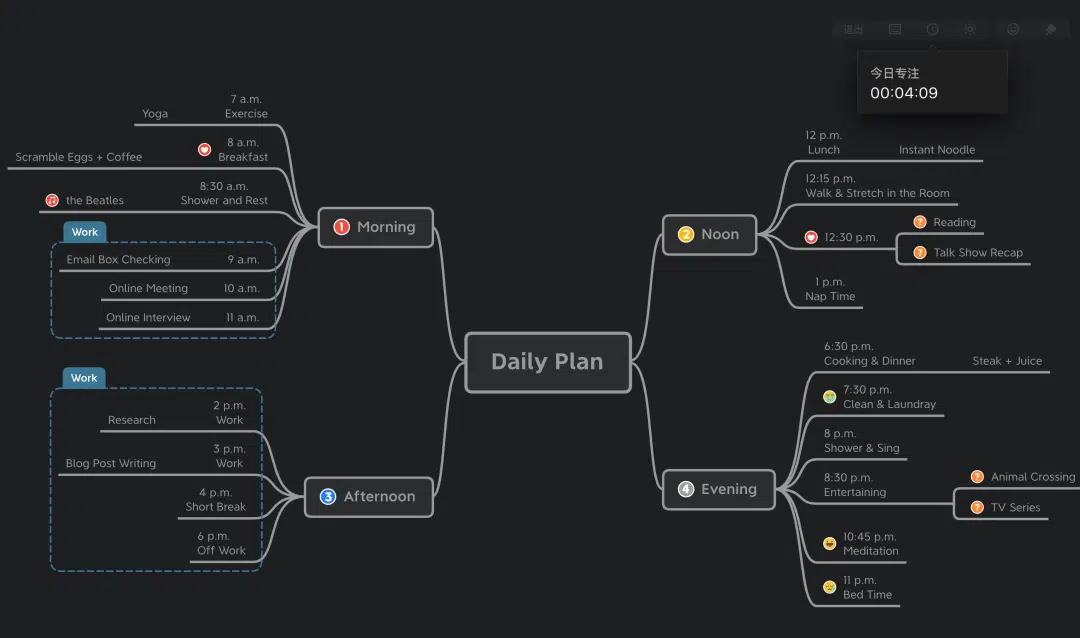 退出
今日专注
00:04:09
Daily Plan
1 Morning
7 a.m.
Yoga Exercise
8 a.m.
Scramble Eggs + Coffee Breakfast
8:30 a.m.
the Beatles Shower and Rest
Work
Email Box Checking 9 a.m.
Online Meeting 10 a.m.
Online Interview 11 a.m.
2 Noon
12 p.m.
Lunch Instant Noodle
12:15 p.m.
Walk & Stretch in the Room
12:30 p.m.
? Reading
? Talk Show Recap
1 p.m.
Nap Time
3 Afternoon
Work
2 p.m.
Research Work
3 p.m.
Blog Post Writing Work
4 p.m.
Short Break
6 p.m.
Off Work
4 Evening
6:30 p.m.
Cooking & Dinner Steak + Juice
7:30 p.m.
Clean & Laundray
8 p.m.
Shower & Sing
8:30 p.m.
Entertaining
? Animal Crossing
? TV Series
10:45 p.m.
Meditation
11 p.m.
Bed Time